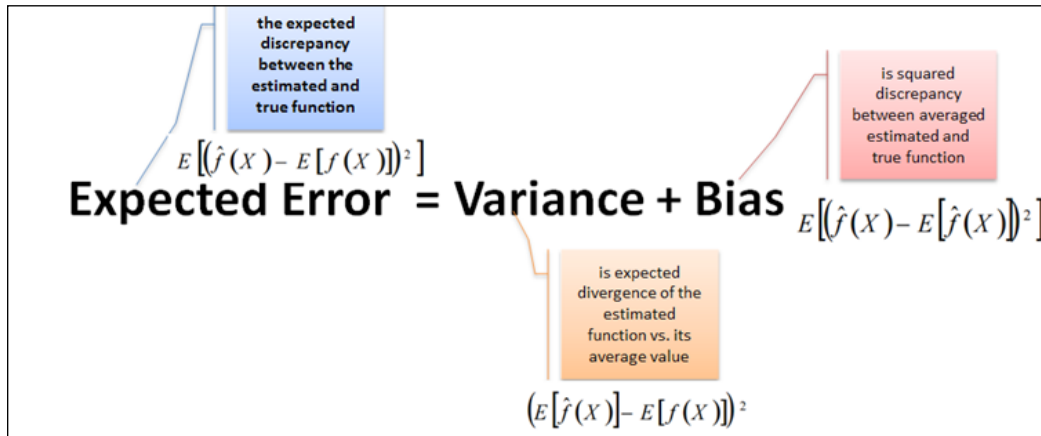 the expected
discrepancy
between the
estimated and
true function
E[(f̂(X)− E[f(X)])²]
is squared
discrepancy
between averaged
estimated and
true function
Expected Error = Variance + Bias
E[(f̂(X)− E[f̂(X)])²]
is expected
divergence of the
estimated
function vs. its
average value
(E[f̂(X)]− E[f(X)])²